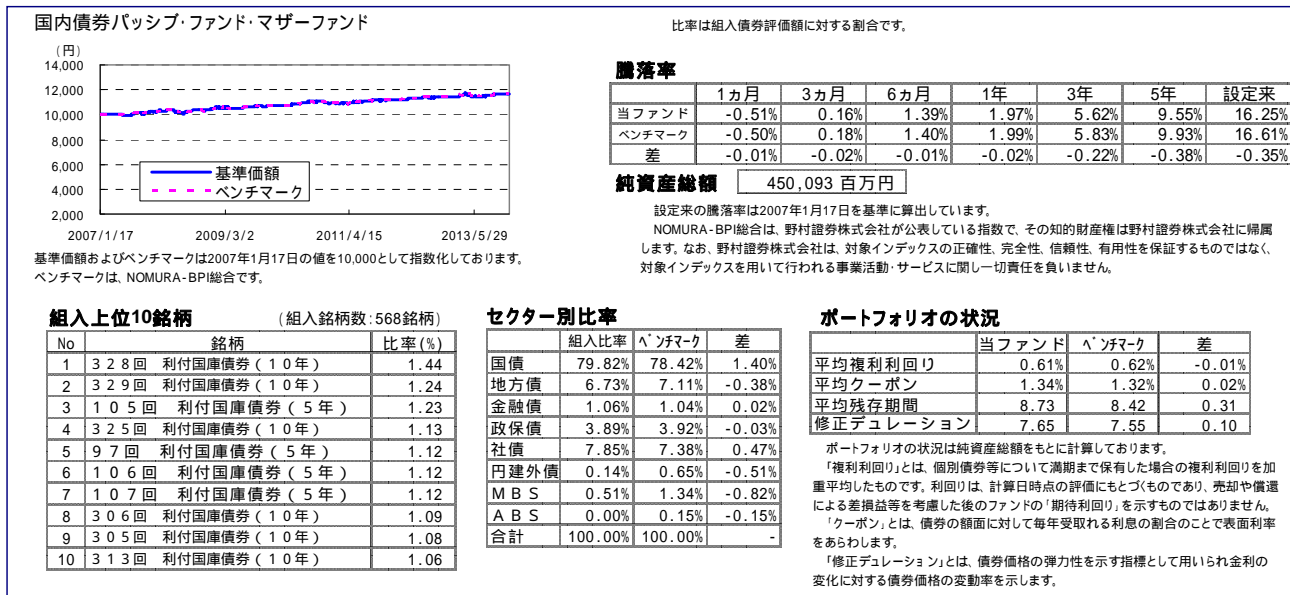 国内債券パッシブ･ファンド･マザーファンド
比率は組入債券評価額に対する割合です。
(円)
14,000
12,000
10,000
8,000
6,000
4,000
2,000
基準価額
ベンチマーク
2007/1/17 2009/3/2 2011/4/15 2013/5/29
基準価額およびベンチマークは2007年1月17日の値を10,000として指数化しております。
ベンチマークは、NOMURA-BPI総合です。
騰落率
1ヵ月 3ヵ月 6ヵ月 1年 3年 5年 設定来
当ファンド -0.51% 0.16% 1.39% 1.97% 5.62% 9.55% 16.25%
ベンチマーク -0.50% 0.18% 1.40% 1.99% 5.83% 9.93% 16.61%
差 -0.01% -0.02% -0.01% -0.02% -0.22% -0.38% -0.35%
純資産総額 450,093 百万円
設定来の騰落率は2007年1月17日を基準に算出しています。
NOMURA-BPI総合は、野村證券株式会社が公表している指数で、その知的財産権は野村證券株式会社に帰属
します。なお、野村證券株式会社は、対象インデックスの正確性、完全性、信頼性、有用性を保証するものではなく、
対象インデックスを用いて行われる事業活動･サービスに関し一切責任を負いません。
組入上位10銘柄 (組入銘柄数:568銘柄)
No 銘柄 比率(%)
1 328回 利付国庫債券(10年) 1.44
2 329回 利付国庫債券(10年) 1.24
3 105回 利付国庫債券(5年) 1.23
4 325回 利付国庫債券(10年) 1.13
5 97回 利付国庫債券(5年) 1.12
6 106回 利付国庫債券(5年) 1.12
7 107回 利付国庫債券(5年) 1.12
8 306回 利付国庫債券(10年) 1.09
9 305回 利付国庫債券(10年) 1.08
10 313回 利付国庫債券(10年) 1.06
セクター別比率
組入比率 ベンチマーク 差
国債 79.82% 78.42% 1.40%
地方債 6.73% 7.11% -0.38%
金融債 1.06% 1.04% 0.02%
政保債 3.89% 3.92% -0.03%
社債 7.85% 7.38% 0.47%
円建外債 0.14% 0.65% -0.51%
MBS 0.51% 1.34% -0.82%
ABS 0.00% 0.15% -0.15%
合計 100.00% 100.00% -
ポートフォリオの状況
当ファンド ベンチマーク 差
平均複利利回り 0.61% 0.62% -0.01%
平均クーポン 1.34% 1.32% 0.02%
平均残存期間 8.73 8.42 0.31
修正デュレーション 7.65 7.55 0.10
ポートフォリオの状況は純資産総額をもとに計算しております。
「複利利回り」とは、個別債券等について満期まで保有した場合の複利利回りを加
重平均したものです。利回りは、計算日時点の評価にもとづくものであり、売却や償還
による差損益等を考慮した後のファンドの「期待利回り」を示すものではありません。
「クーポン」とは、債券の額面に対して毎年受取れる利息の割合のことで表面利率
をあらわします。
「修正デュレーション」とは、債券価格の弾力性を示す指標として用いられ金利の
変化に対する債券価格の変動率を示します。